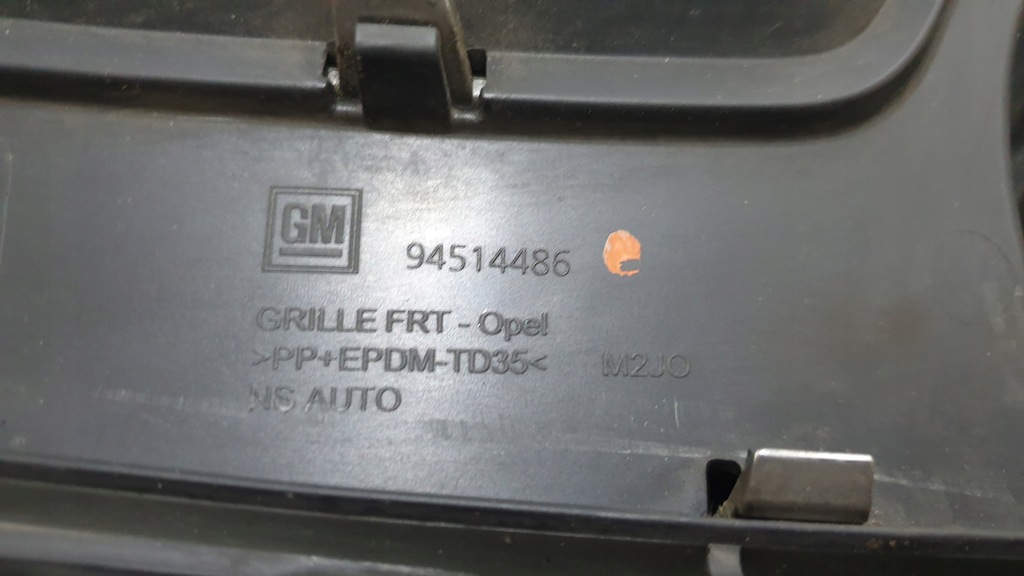 GM 94514486
GRILLE FRT - Opel
>PP+EPDM-TD35< M2JO
NS AUTO